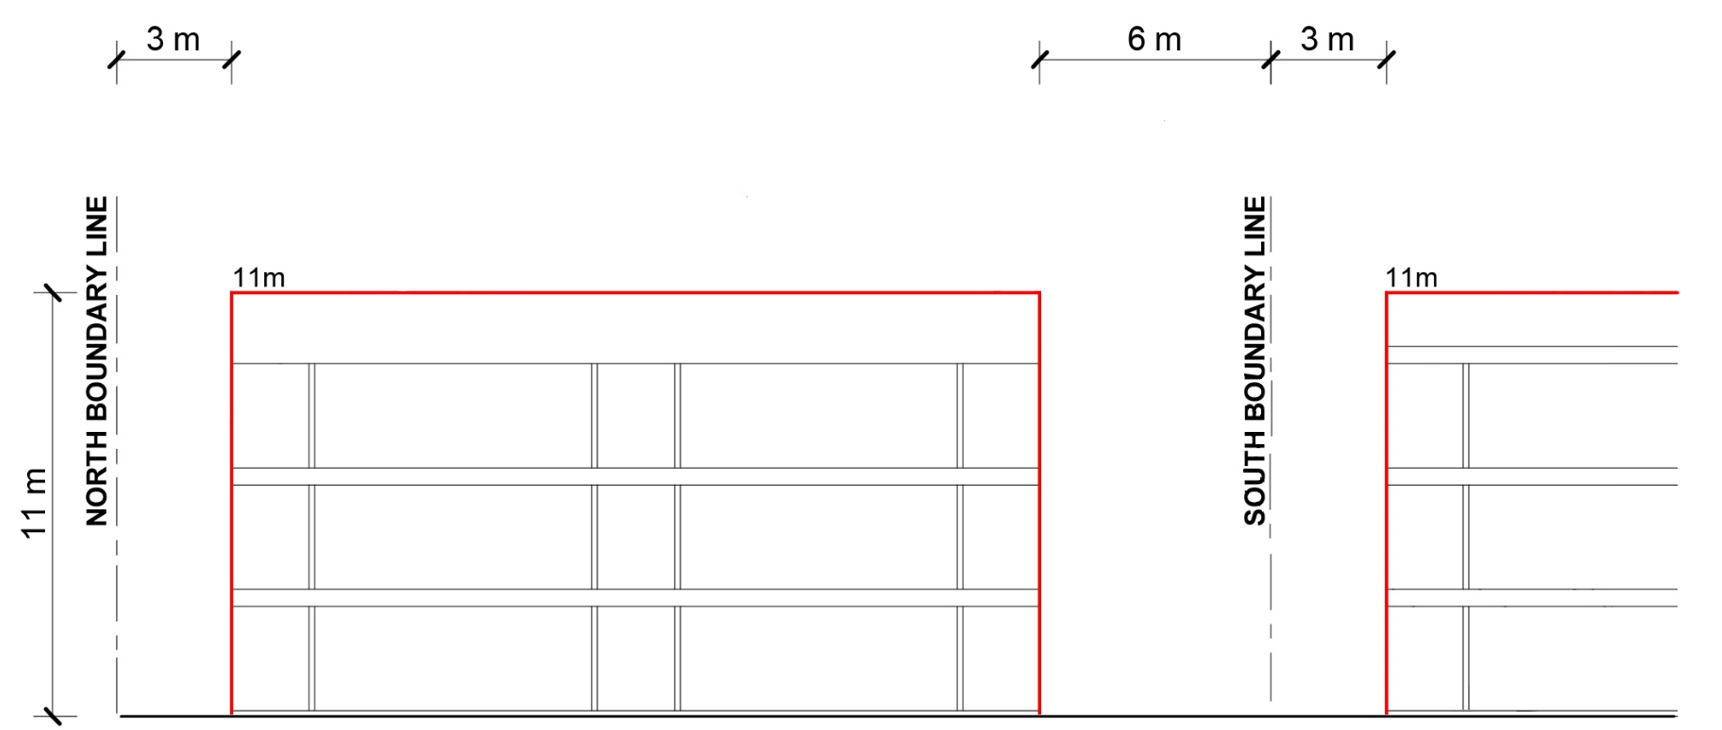 3 m
6 m
3 m
NORTH BOUNDARY LINE
SOUTH BOUNDARY LINE
11m
11m
11 m